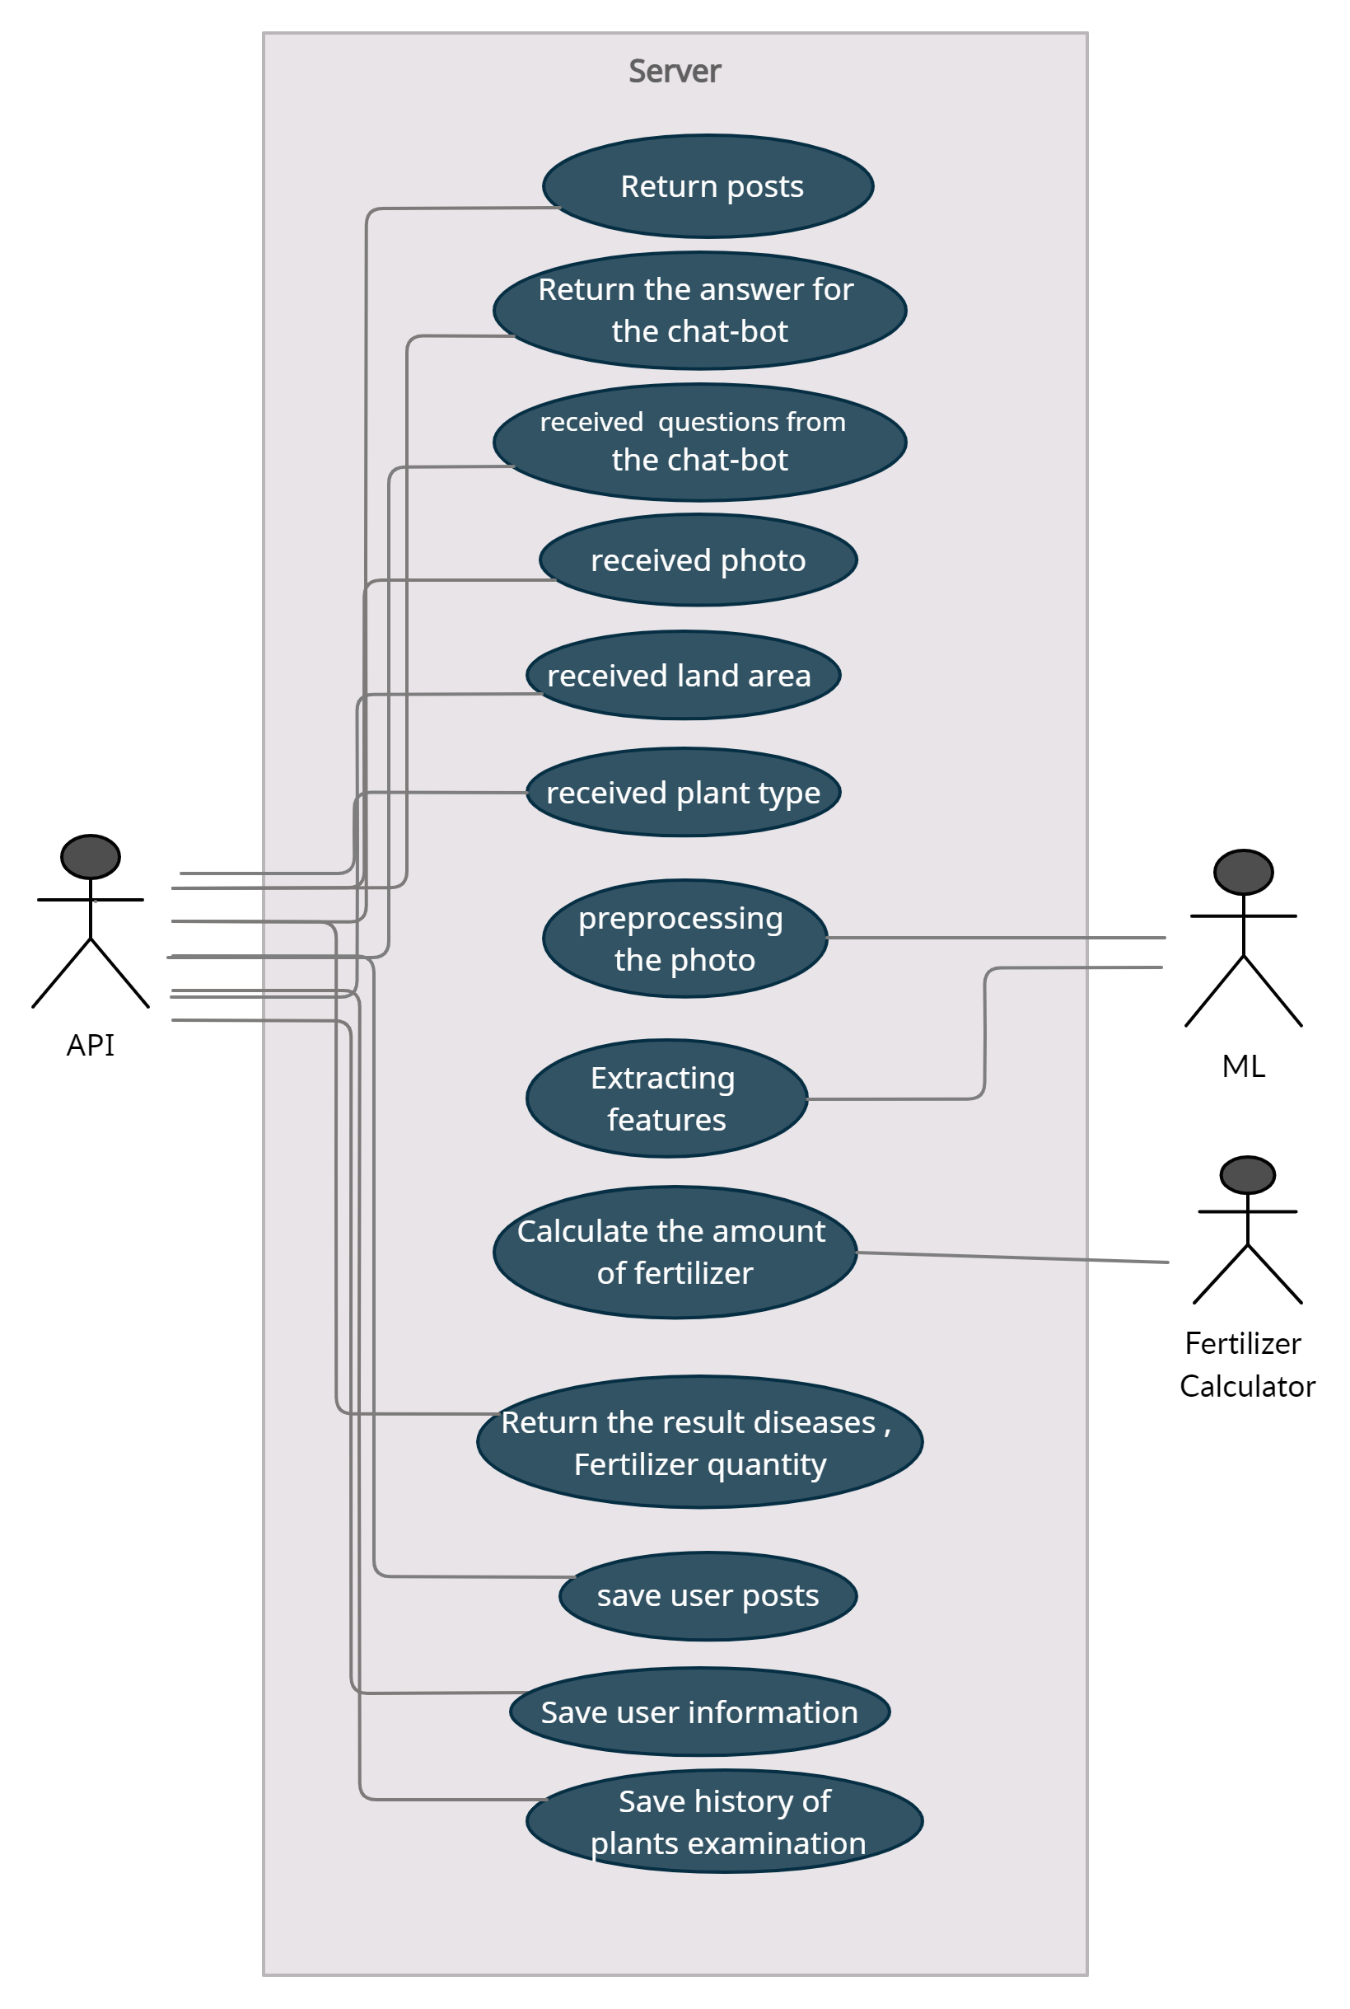 Server
Return posts
Return the answer for
the chat-bot
received questions from
the chat-bot
received photo
received land area
received plant type
preprocessing
the photo
API
ML
Extracting
features
Calculate the amount
of fertilizer
Fertilizer
Calculator
Return the result diseases ,
Fertilizer quantity
save user posts
Save user information
Save history of
plants examination